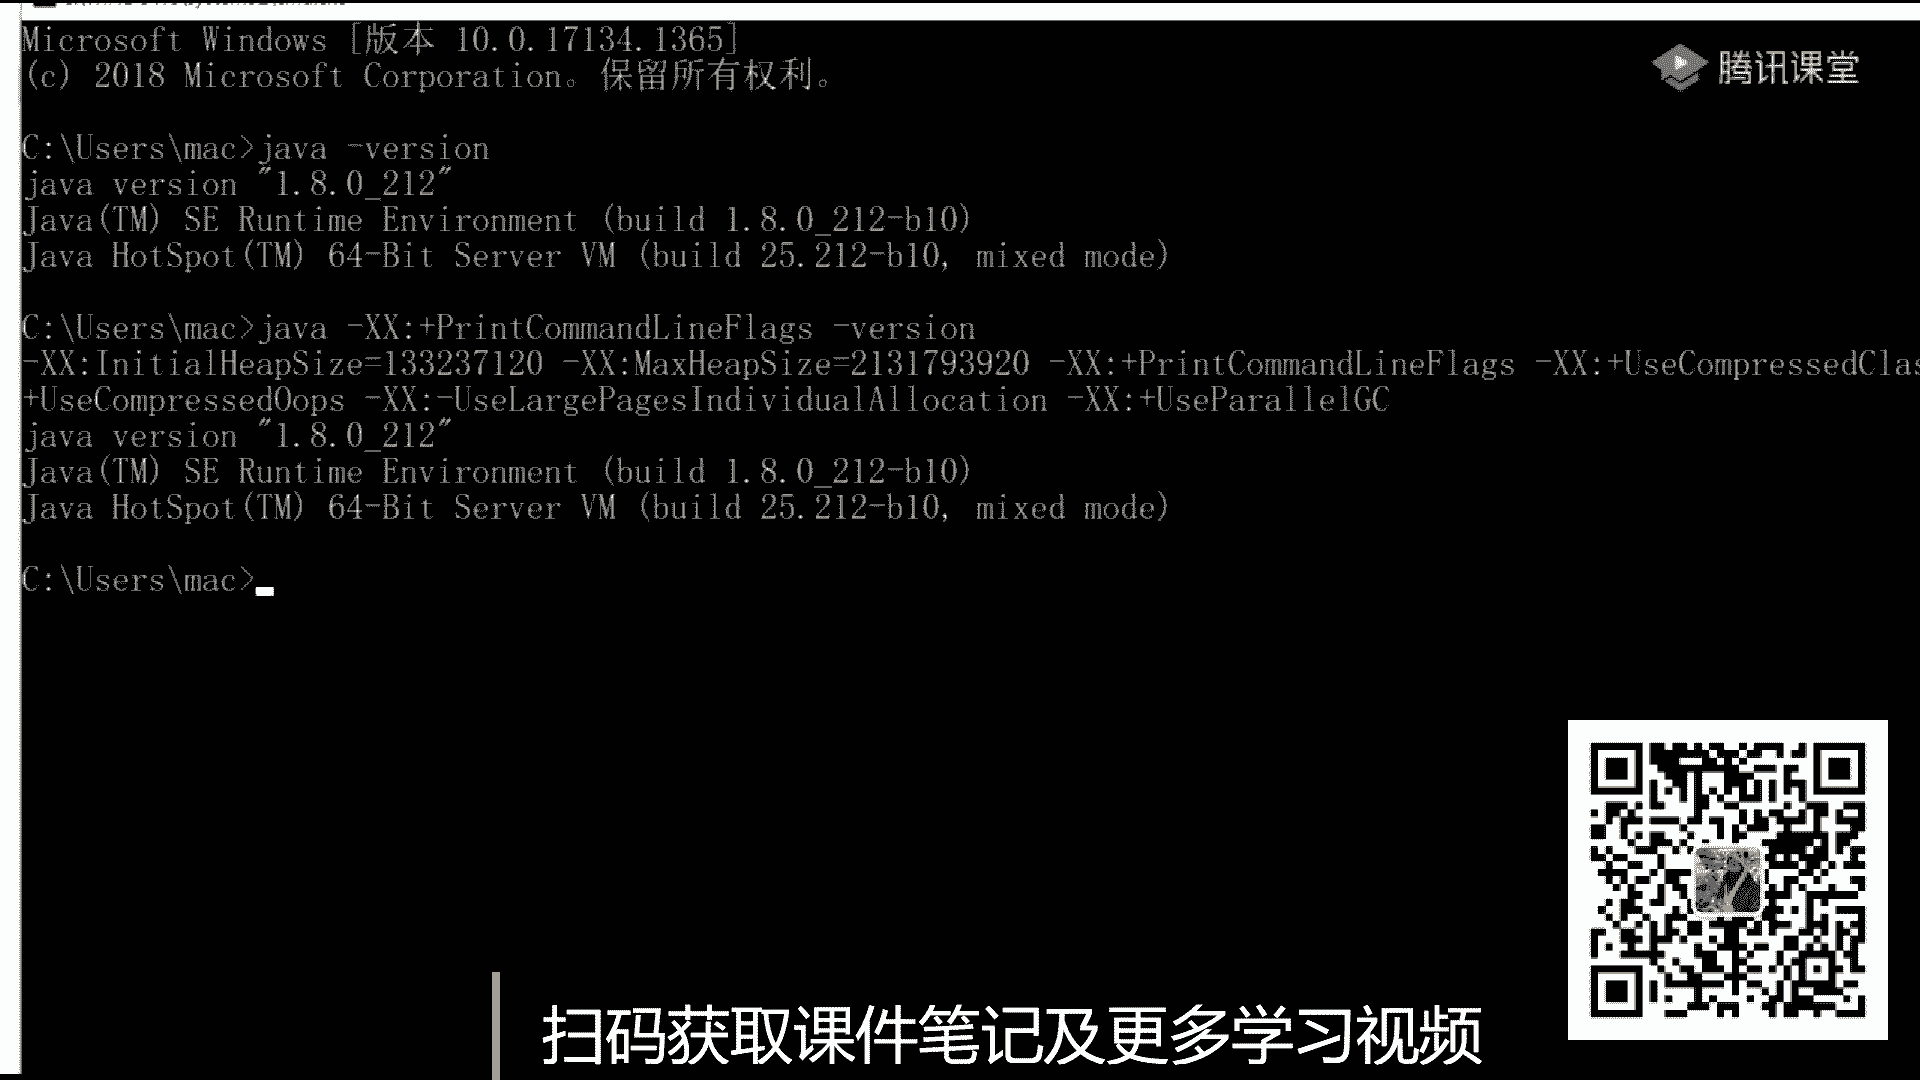 Microsoft Windows [版本 10.0.17134.1365]
(c) 2018 Microsoft Corporation。保留所有权利。
腾讯课堂
C:\Users\mac>java -version
java version "1.8.0_212"
Java(TM) SE Runtime Environment (build 1.8.0_212-b10)
Java HotSpot(TM) 64-Bit Server VM (build 25.212-b10, mixed mode)
C:\Users\mac>java -XX:+PrintCommandLineFlags -version
-XX:InitialHeapSize=133237120 -XX:MaxHeapSize=2131793920 -XX:+PrintCommandLineFlags -XX:+UseCompressedClas
+UseCompressedOops -XX:-UseLargePagesIndividualAllocation -XX:+UseParallelGC
java version "1.8.0_212"
Java(TM) SE Runtime Environment (build 1.8.0_212-b10)
Java HotSpot(TM) 64-Bit Server VM (build 25.212-b10, mixed mode)
C:\Users\mac>
扫码获取课件笔记及更多学习视频